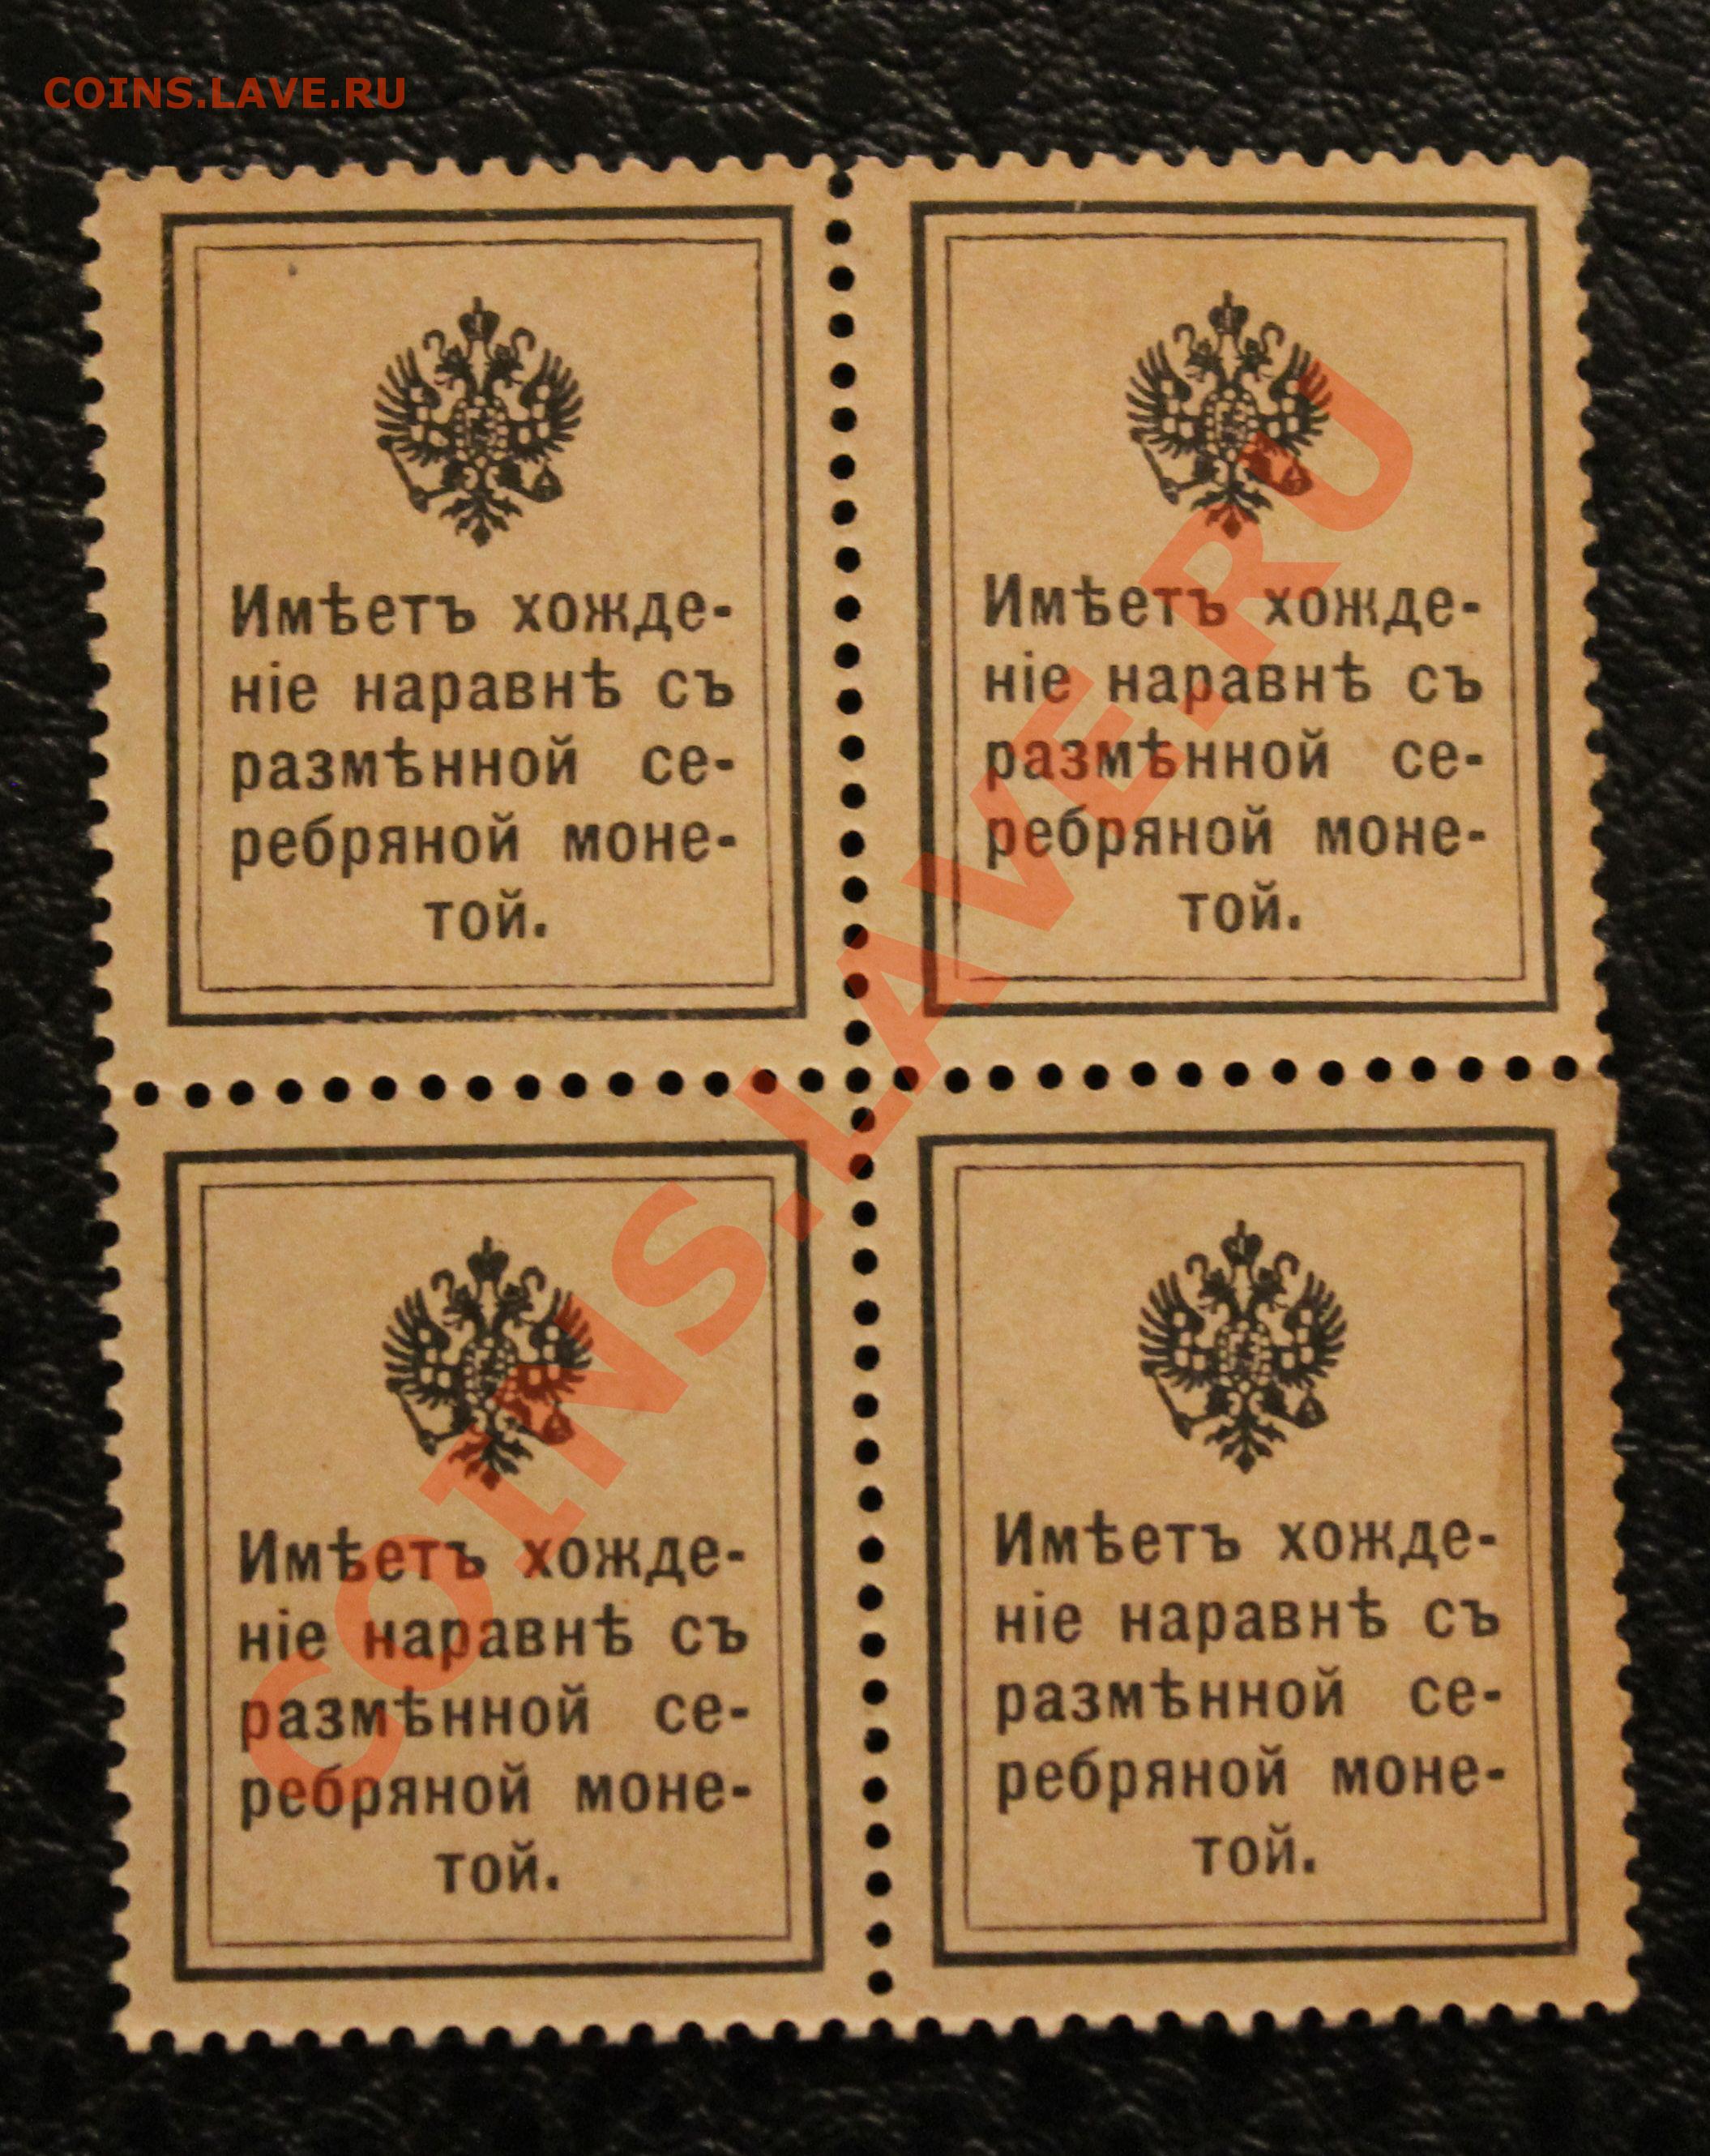 COINS.LAVE.RU
Имѣетъ хожде-
ніе наравнѣ съ
размѣнной се-
ребряной моне-
той.
Имѣетъ хожде-
ніе наравнѣ съ
размѣнной се-
ребряной моне-
той.
Имѣетъ хожде-
ніе наравнѣ съ
размѣнной се-
ребряной моне-
той.
Имѣетъ хожде-
ніе наравнѣ съ
размѣнной се-
ребряной моне-
той.
COINS.LAVE.RU